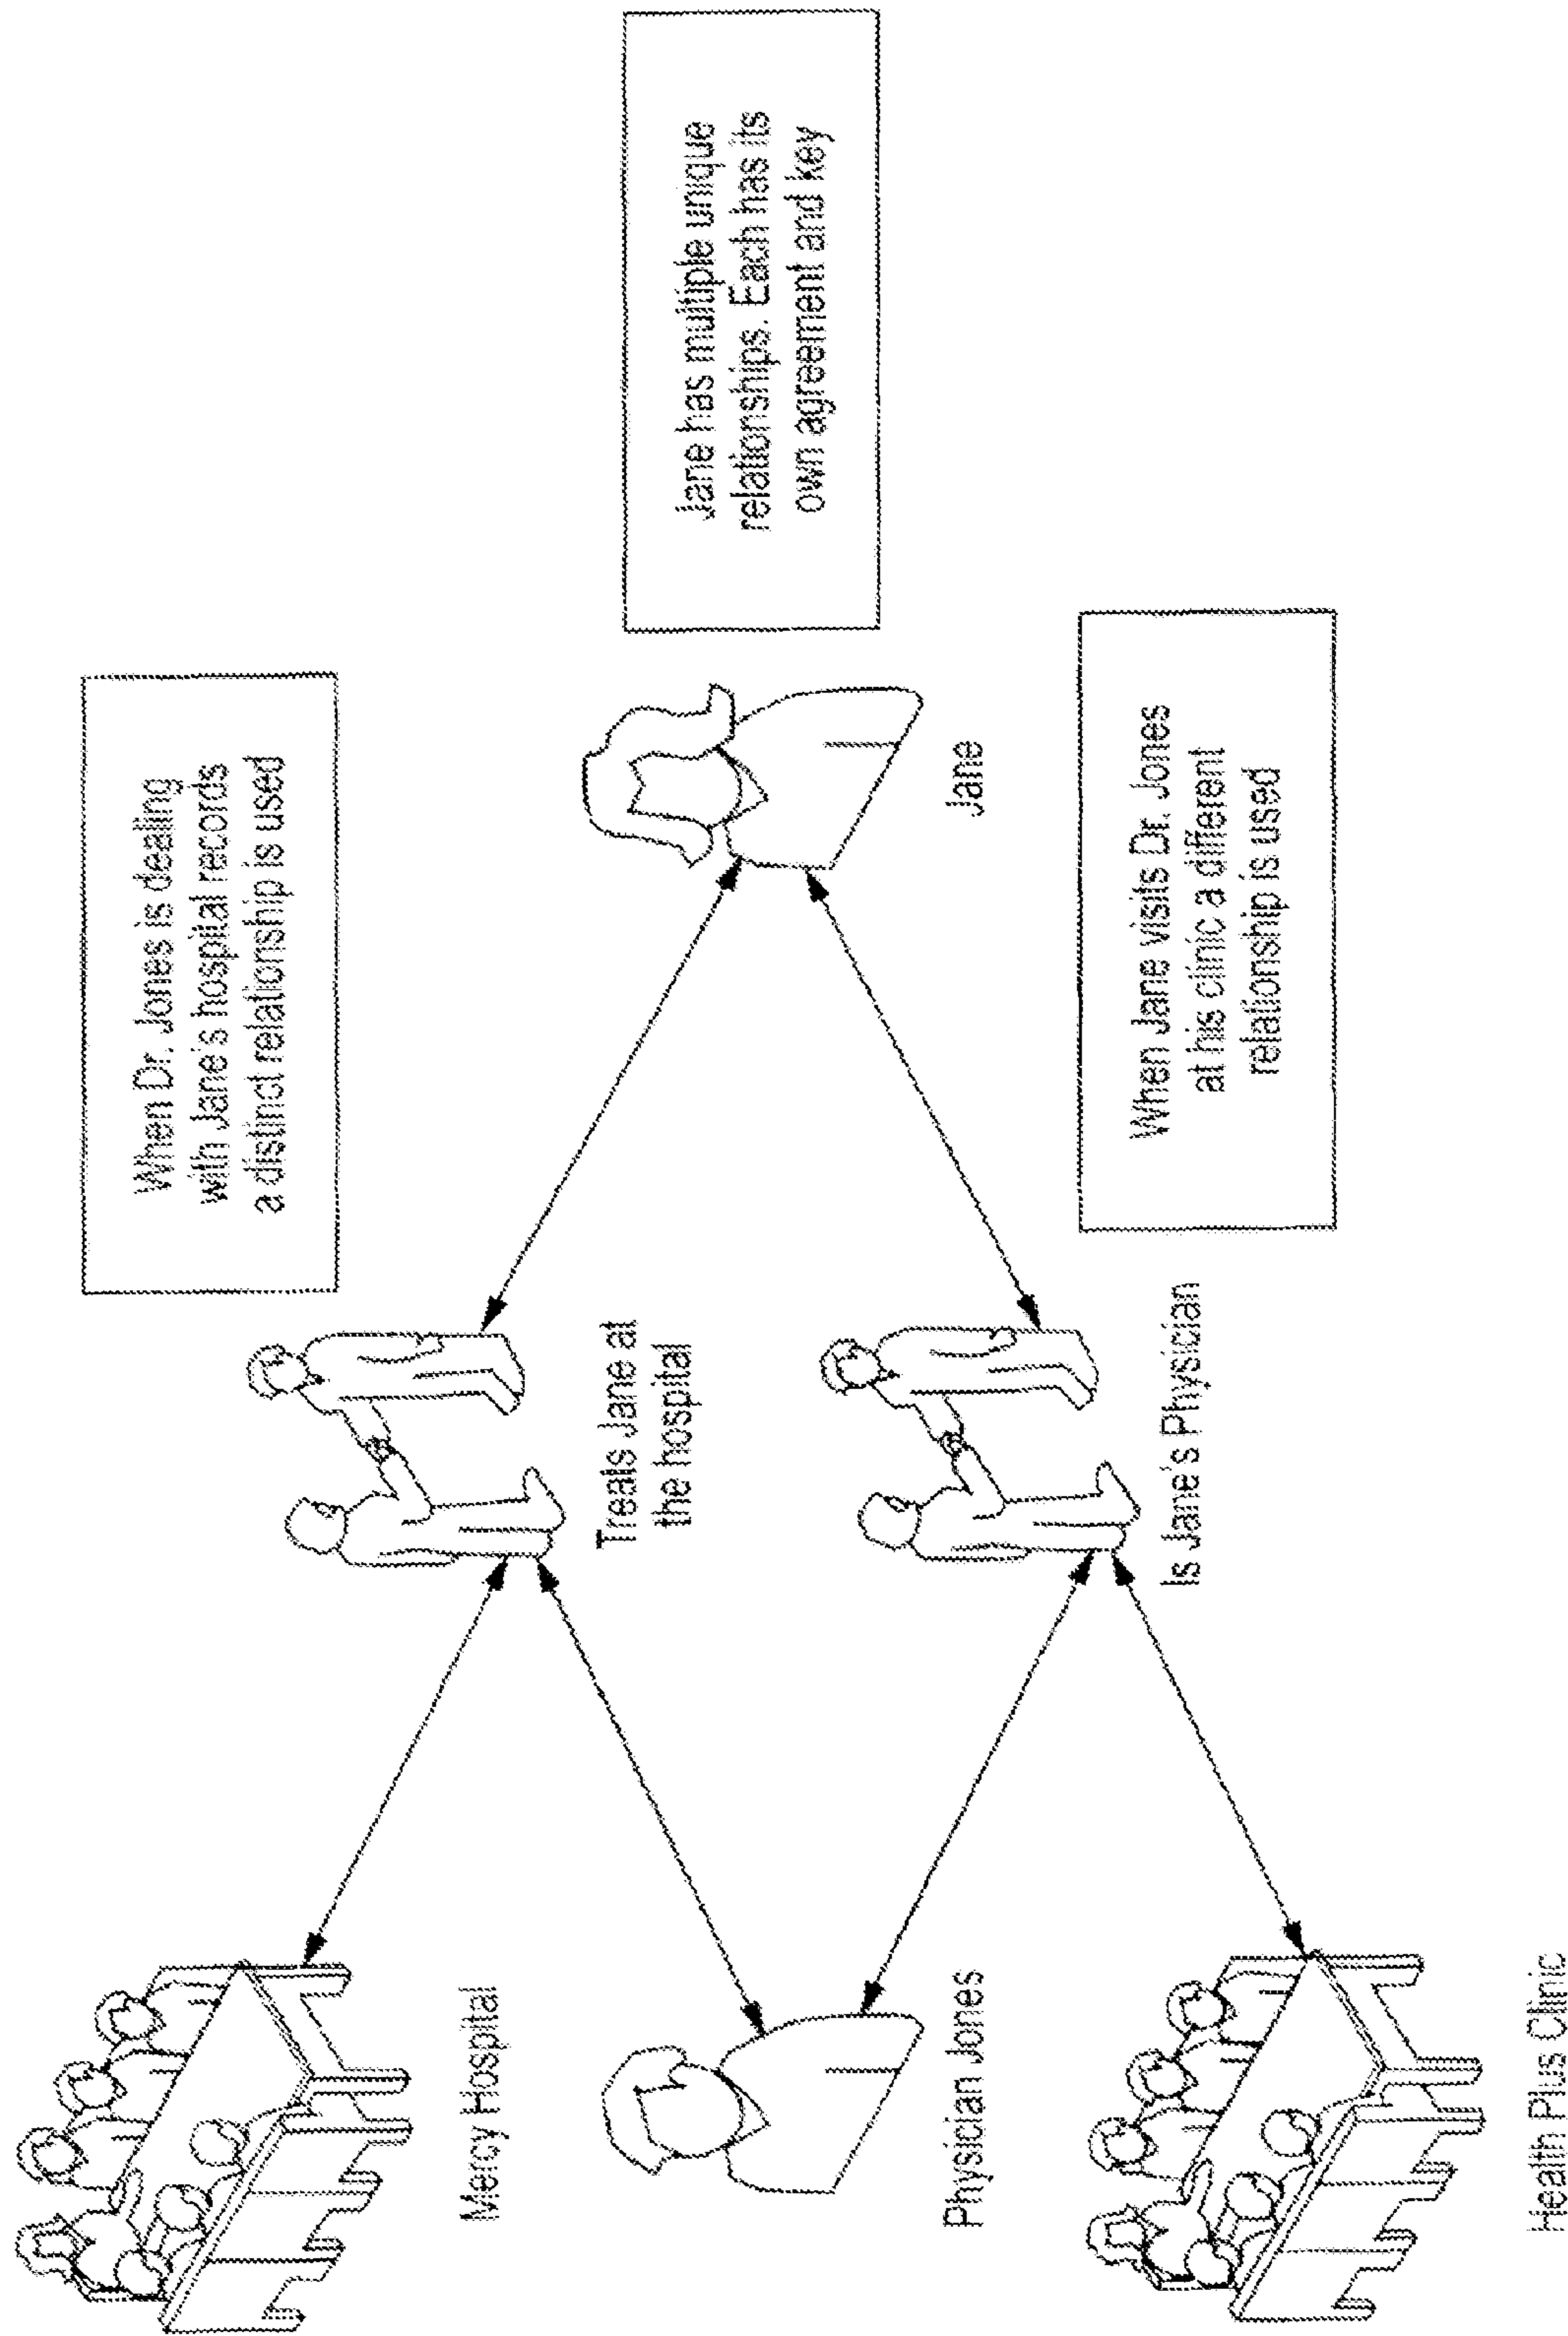 When Dr. Jones is dealing
with Jane's hospital records
a distinct relationship is used
Jane has multiple unique
relationships. Each has its
own agreement and key
When Jane visits Dr. Jones
at his clinic a different
relationship is used
Mercy Hospital
Treats Jane at
the hospital
Physician Jones
Jane
Is Jane's Physician
Health Plus Clinic